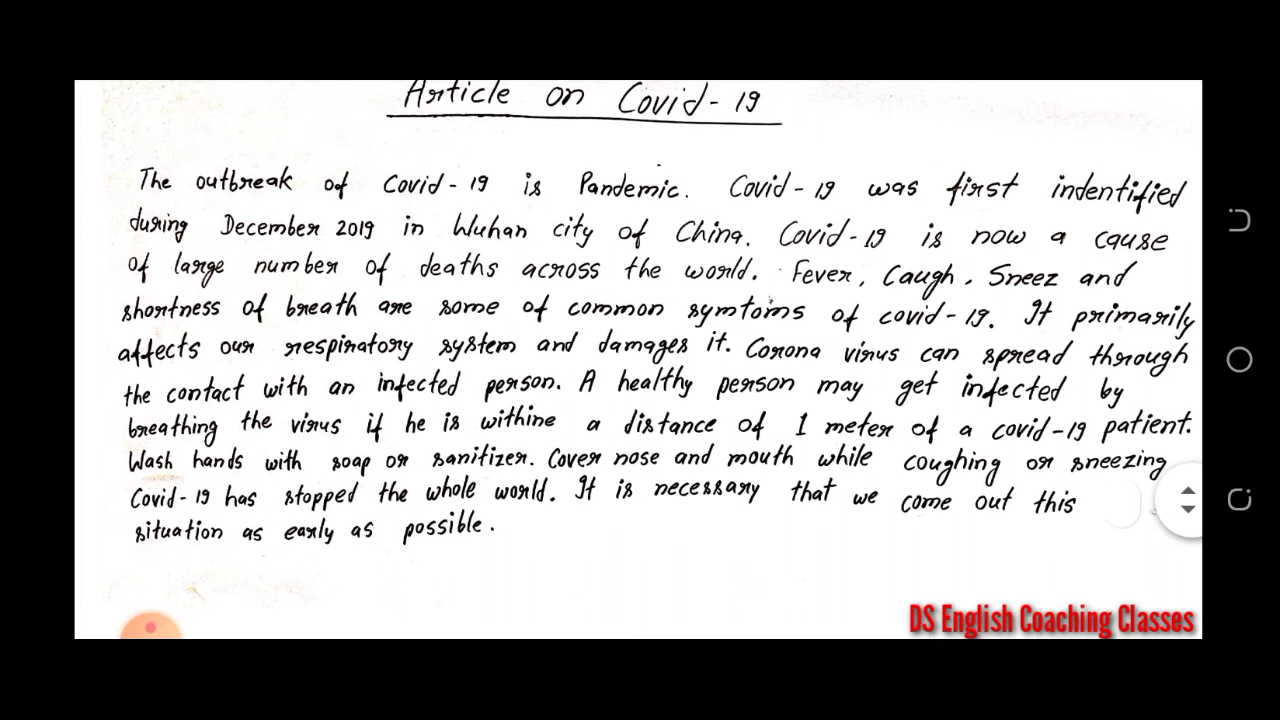 Article on Covid-19
The outbreak of Covid-19 is Pandemic. Covid-19 was first indentified
during December 2019 in Wuhan city of China. Covid-19 is now a cause
of large number of deaths across the world. Fever, Caugh, Sneez and
shortness of breath are some of common symtoms of covid-19. It primarily
affects our respiratory system and damages it. Corona virus can spread through
the contact with an infected person. A healthy person may get infected by
breathing the virus if he is withine a distance of 1 meter of a covid-19 patient.
Wash hands with soap or sanitizer. Cover nose and mouth while coughing or sneezing
Covid-19 has stopped the whole world. It is necessary that we come out this
situation as early as possible.
DS English Coaching Classes